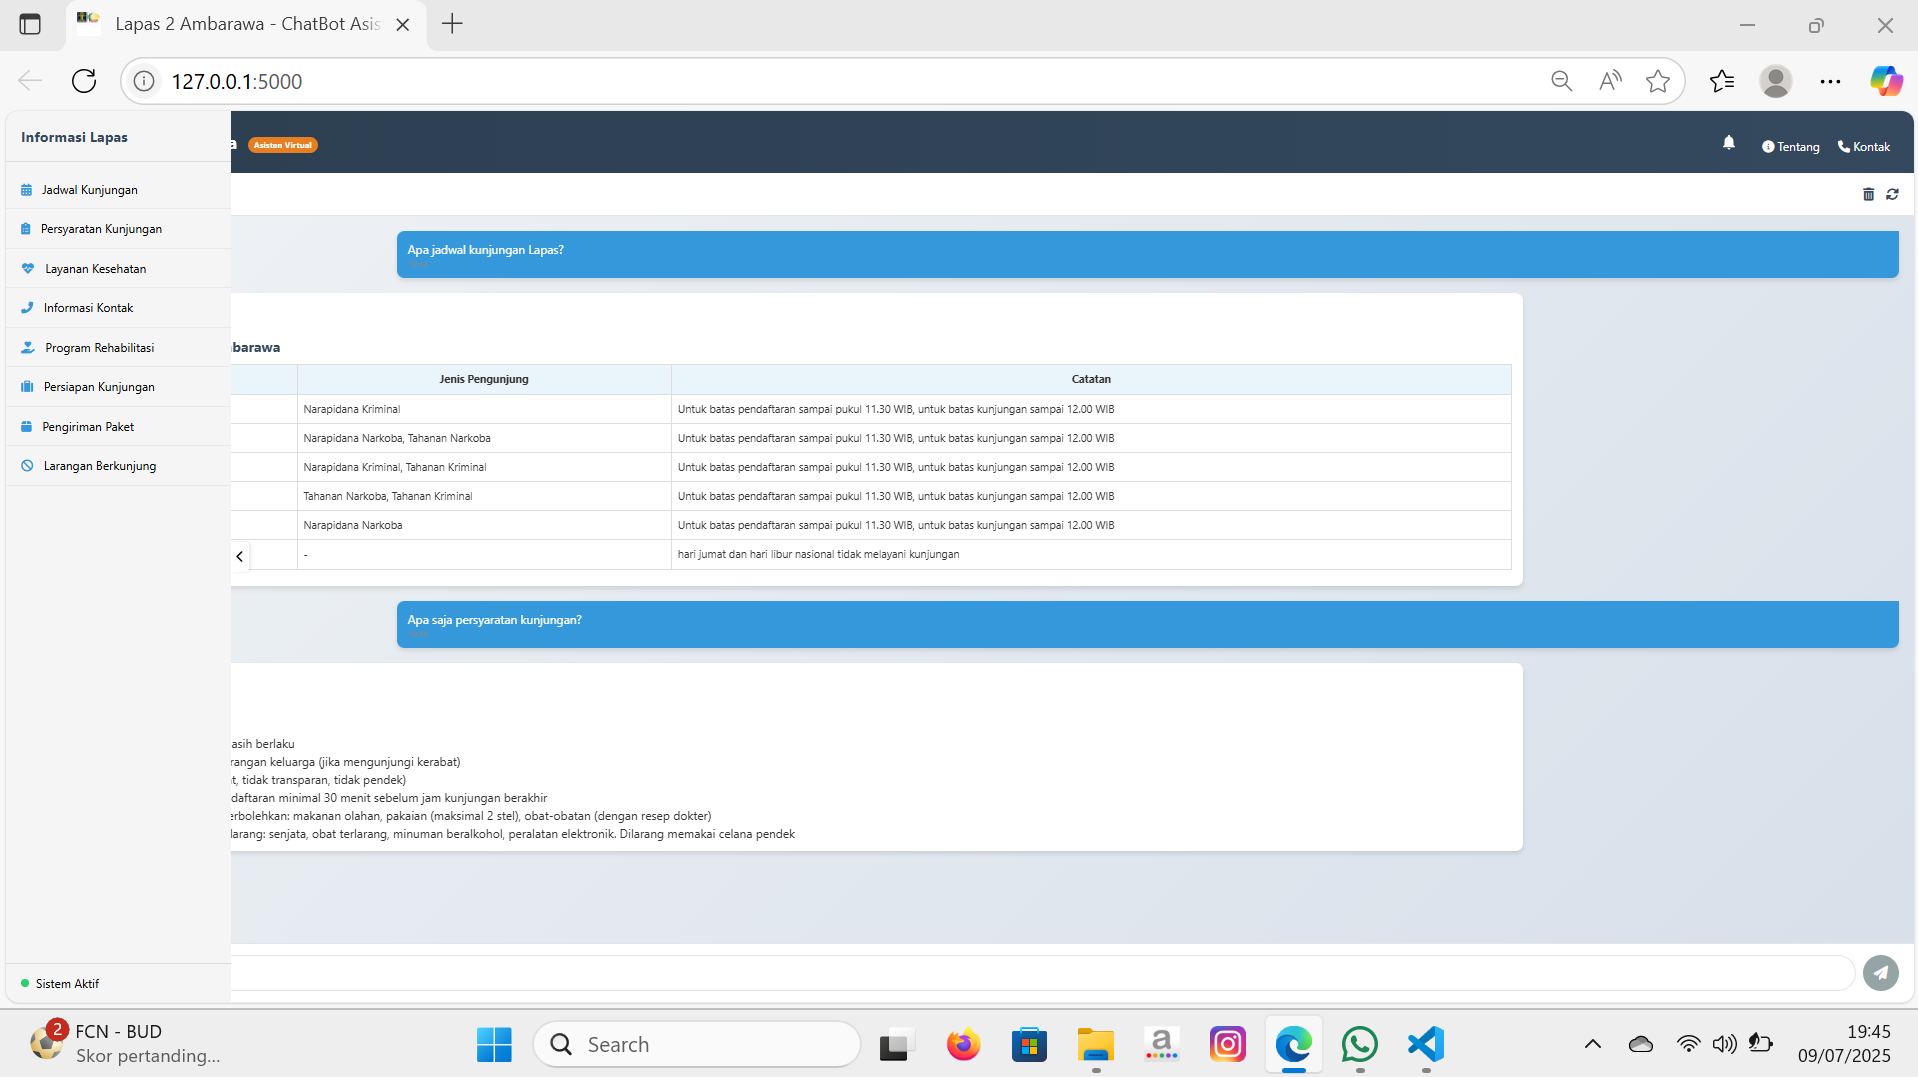 Lapas 2 Ambarawa - ChatBot Asis
127.0.0.1:5000
Informasi Lapas
Asisten Virtual
Tentang
Kontak
Jadwal Kunjungan
Persyaratan Kunjungan
Layanan Kesehatan
Informasi Kontak
Program Rehabilitasi
Persiapan Kunjungan
Pengiriman Paket
Larangan Berkunjung
Sistem Aktif
Apa jadwal kunjungan Lapas?
mbarawa
Jenis Pengunjung Catatan
Narapidana Kriminal Untuk batas pendaftaran sampai pukul 11.30 WIB, untuk batas kunjungan sampai 12.00 WIB
Narapidana Narkoba, Tahanan Narkoba Untuk batas pendaftaran sampai pukul 11.30 WIB, untuk batas kunjungan sampai 12.00 WIB
Narapidana Kriminal, Tahanan Kriminal Untuk batas pendaftaran sampai pukul 11.30 WIB, untuk batas kunjungan sampai 12.00 WIB
Tahanan Narkoba, Tahanan Kriminal Untuk batas pendaftaran sampai pukul 11.30 WIB, untuk batas kunjungan sampai 12.00 WIB
Narapidana Narkoba Untuk batas pendaftaran sampai pukul 11.30 WIB, untuk batas kunjungan sampai 12.00 WIB
- hari jumat dan hari libur nasional tidak melayani kunjungan
Apa saja persyaratan kunjungan?
asih berlaku
rangan keluarga (jika mengunjungi kerabat)
t, tidak transparan, tidak pendek)
daftaran minimal 30 menit sebelum jam kunjungan berakhir
erbolehkan: makanan olahan, pakaian (maksimal 2 stel), obat-obatan (dengan resep dokter)
larang: senjata, obat terlarang, minuman beralkohol, peralatan elektronik. Dilarang memakai celana pendek
2
FCN - BUD
Skor pertanding...
Search
19:45
09/07/2025